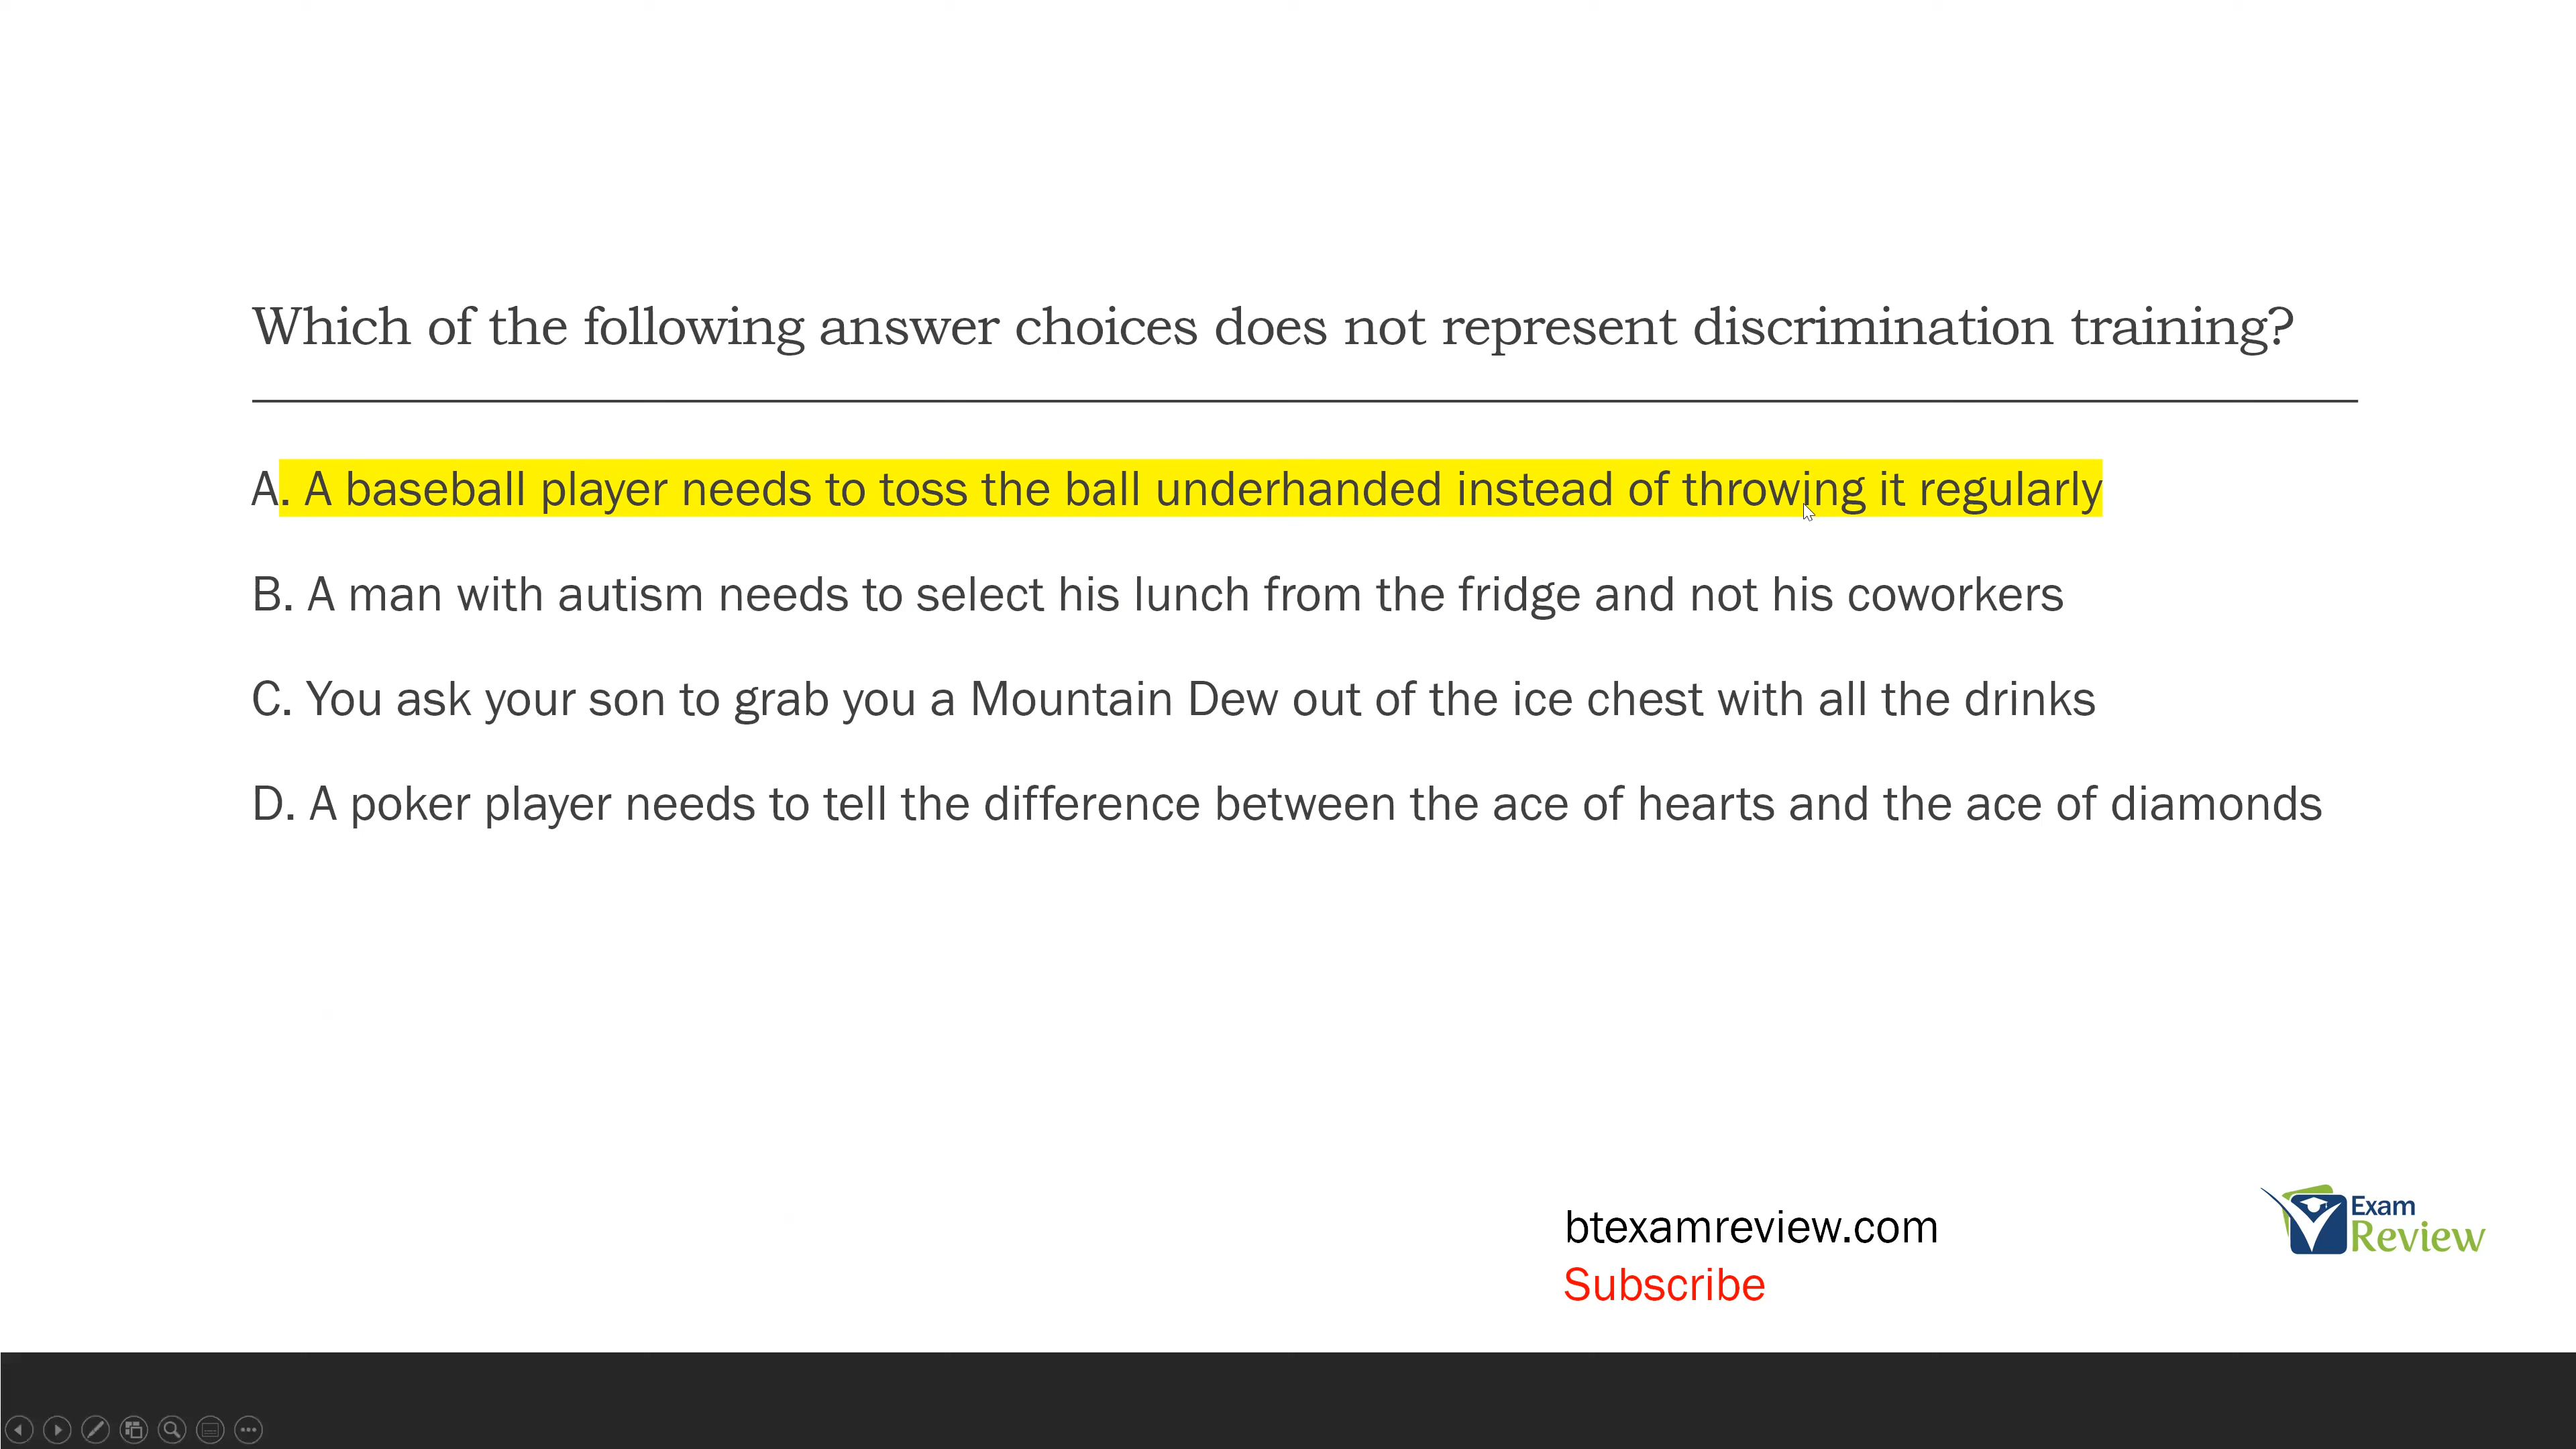 Which of the following answer choices does not represent discrimination training?
A. A baseball player needs to toss the ball underhanded instead of throwing it regularly
B. A man with autism needs to select his lunch from the fridge and not his coworkers
C. You ask your son to grab you a Mountain Dew out of the ice chest with all the drinks
D. A poker player needs to tell the difference between the ace of hearts and the ace of diamonds
btexamreview.com
Subscribe
Exam
Review